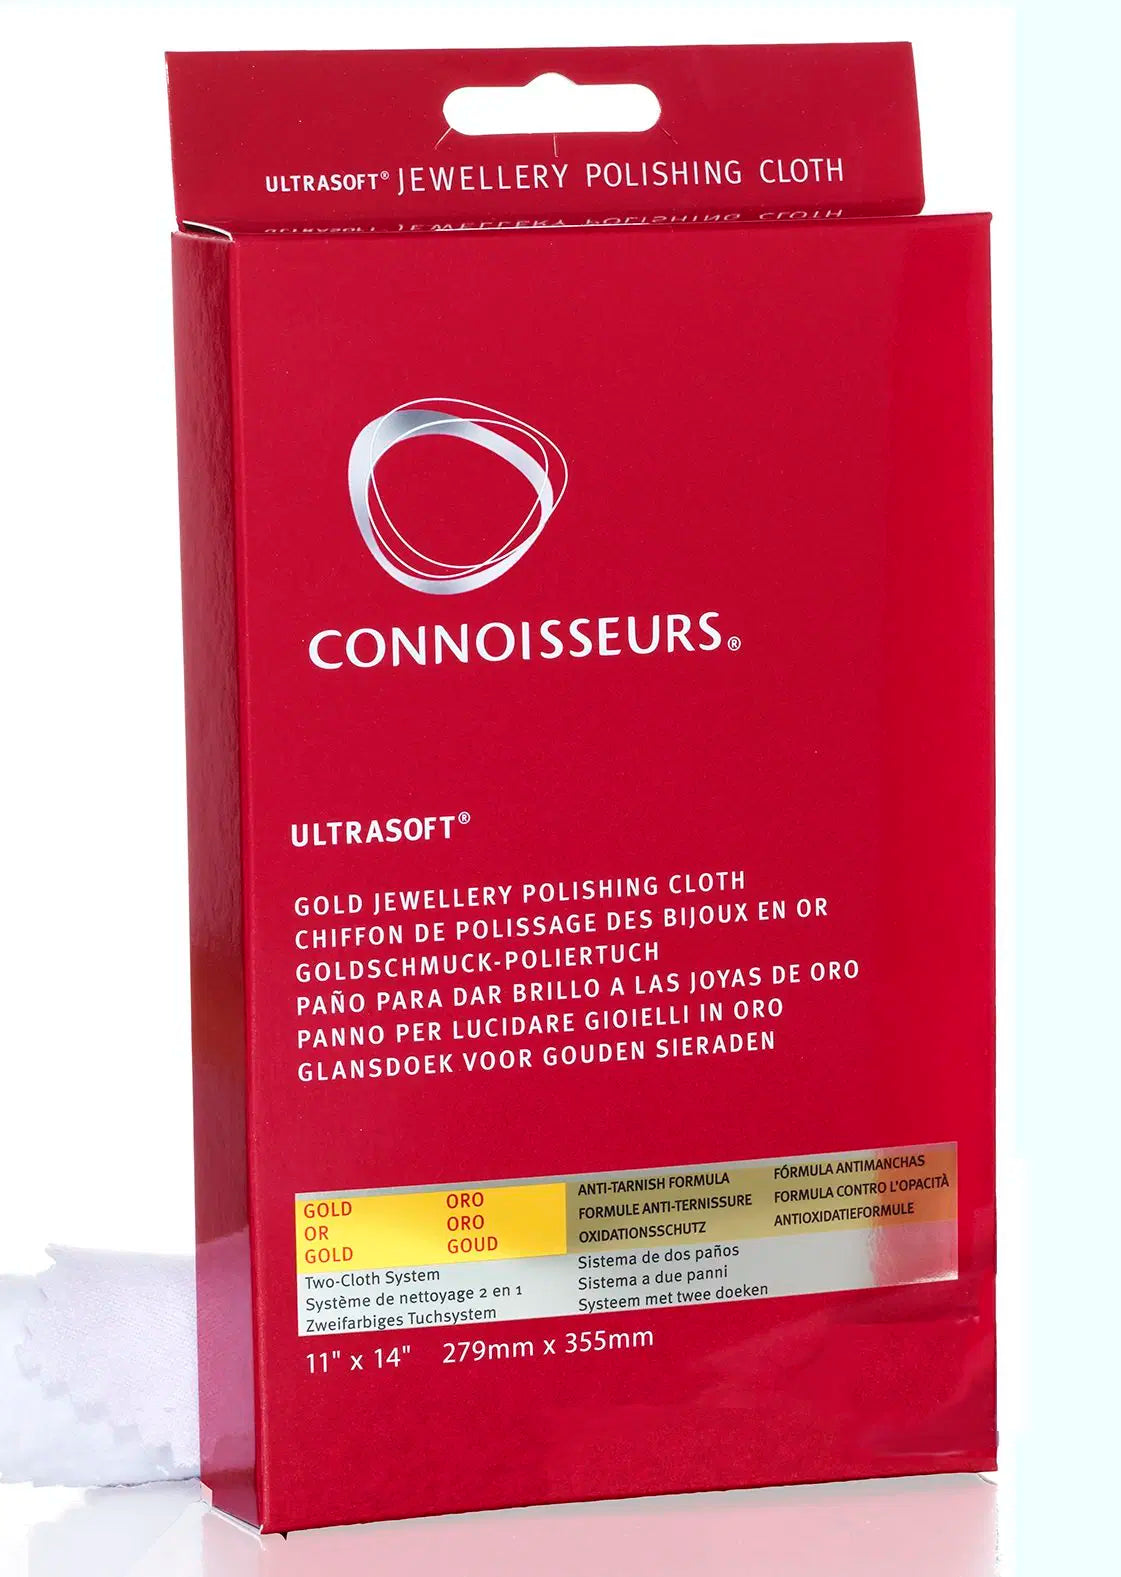 ULTRASOFT® JEWELLERY POLISHING CLOTH
CONNOISSEURS®
ULTRASOFT®
GOLD JEWELLERY POLISHING CLOTH
CHIFFON DE POLISSAGE DES BIJOUX EN OR
GOLDSCHMUCK-POLIERTUCH
PAÑO PARA DAR BRILLO A LAS JOYAS DE ORO
PANNO PER LUCIDARE GIOIELLI IN ORO
GLANSDOEK VOOR GOUDEN SIERADEN
GOLD
OR
GOLD
ORO
ORO
GOUD
ANTI-TARNISH FORMULA
FORMULE ANTI-TERNISSURE
OXIDATIONSSCHUTZ
FÓRMULA ANTIMANCHAS
FORMULA CONTRO L'OPACITÀ
ANTIOXIDATIEFORMULE
Two-Cloth System
Système de nettoyage 2 en 1
Zweifarbiges Tuchsystem
Sistema de dos paños
Sistema a due panni
Systeem met twee doeken
11" x 14" 279mm x 355mm